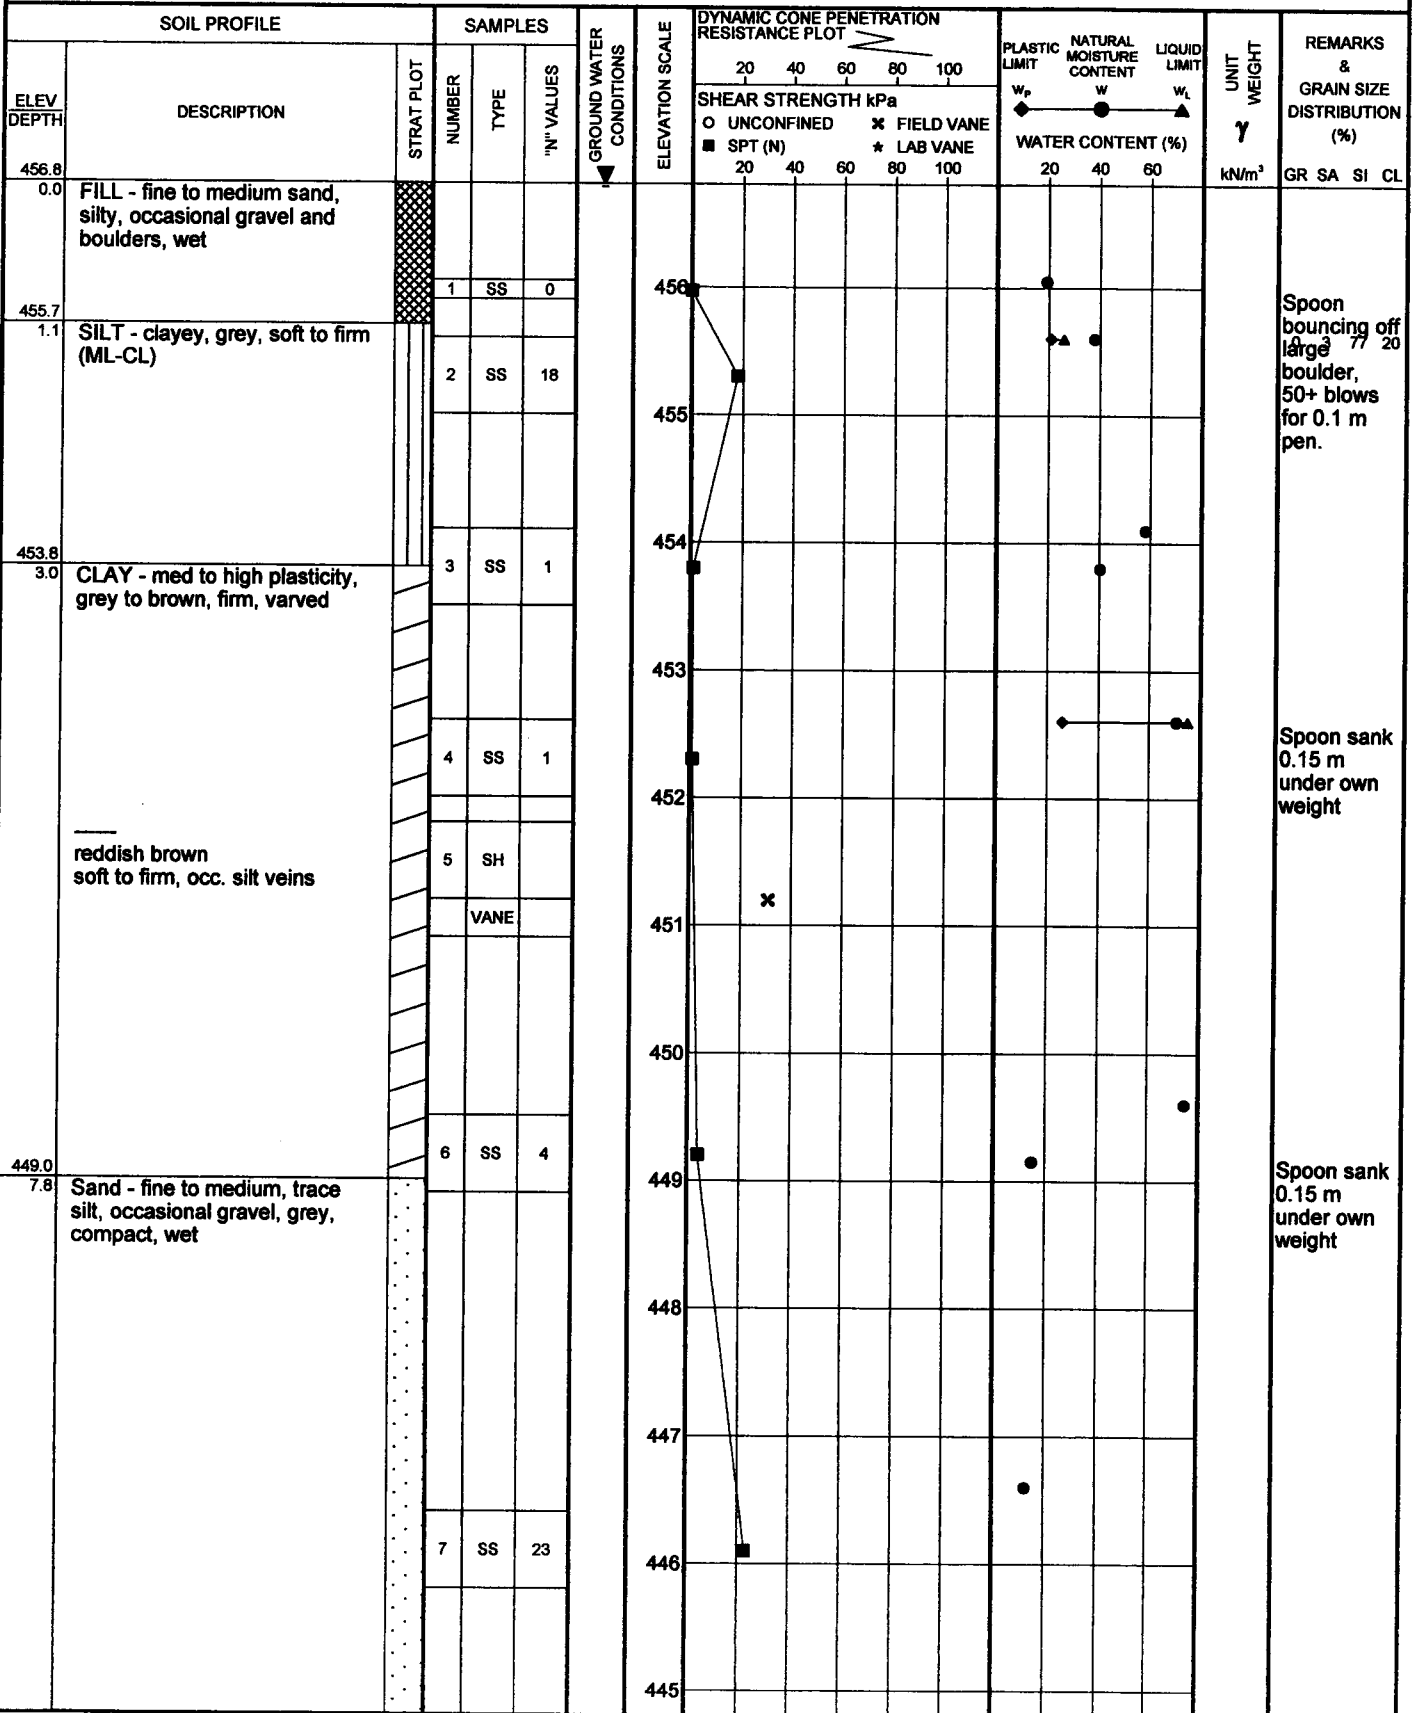 SOIL PROFILE
SAMPLES
GROUND WATER
CONDITIONS
ELEVATION SCALE
DYNAMIC CONE PENETRATION
RESISTANCE PLOT
20 40 60 80 100
SHEAR STRENGTH kPa
UNCONFINED
FIELD VANE
SPT (N)
LAB VANE
20 40 60 80 100
PLASTIC
LIMIT
NATURAL
MOISTURE
CONTENT
LIQUID
LIMIT
WP
W
WL
WATER CONTENT (%)
20 40 60
UNIT
WEIGHT
γ
kN/m³
REMARKS
&
GRAIN SIZE
DISTRIBUTION
(%)
GR SA SI CL
ELEV
DEPTH
DESCRIPTION
STRAT PLOT
NUMBER
TYPE
"N" VALUES
456.8
0.0
FILL - fine to medium sand,
silty, occasional gravel and
boulders, wet
1 SS 0
456
455.7
1.1
SILT - clayey, grey, soft to firm
(ML-CL)
2 SS 18
Spoon
bouncing off
large
0 3 77 20
boulder,
50+ blows
for 0.1 m
pen.
455
454
453.8
3.0
CLAY - med to high plasticity,
grey to brown, firm, varved
3 SS 1
453
4 SS 1
Spoon sank
0.15 m
under own
weight
452
reddish brown
soft to firm, occ. silt veins
5 SH
VANE
451
450
6 SS 4
449.0
7.8
Sand - fine to medium, trace
silt, occasional gravel, grey,
compact, wet
449
Spoon sank
0.15 m
under own
weight
448
447
7 SS 23
446
445